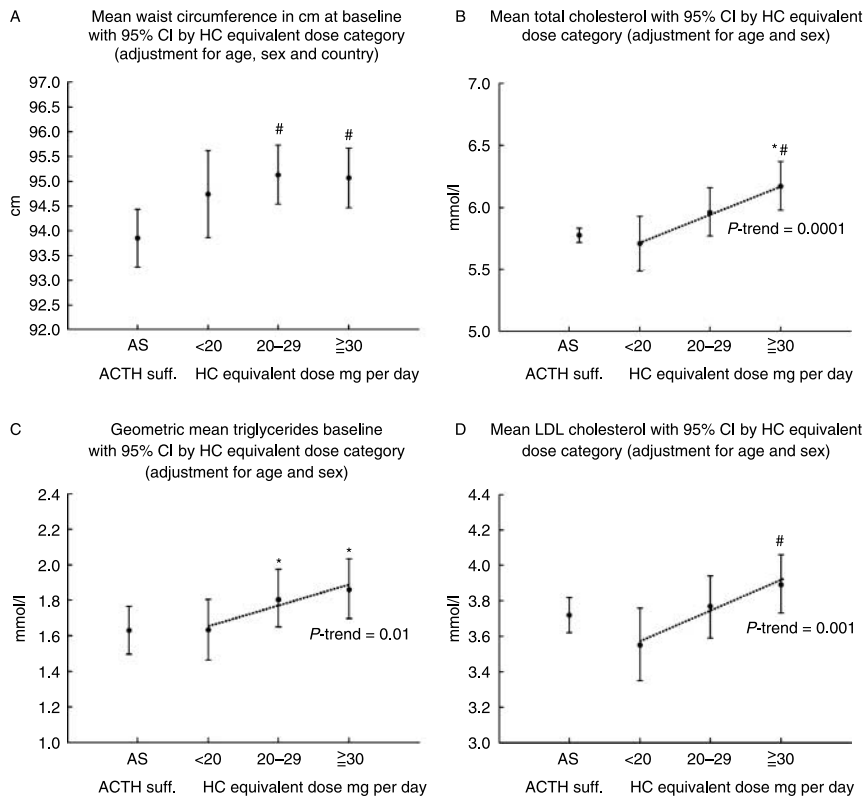 A
Mean waist circumference in cm at baseline
with 95% CI by HC equivalent dose category
(adjustment for age, sex and country)
97.0
96.5
96.0
95.5
95.0
94.5
94.0
93.5
93.0
92.5
92.0
cm
#
#
AS
<20
20–29
≧30
ACTH suff.
HC equivalent dose mg per day
B
Mean total cholesterol with 95% CI by HC equivalent
dose category (adjustment for age and sex)
7.0
6.5
6.0
5.5
5.0
mmol/l
*#
P-trend = 0.0001
AS
<20
20–29
≧30
ACTH suff.
HC equivalent dose mg per day
C
Geometric mean triglycerides baseline
with 95% CI by HC equivalent dose category
(adjustment for age and sex)
2.4
2.2
2.0
1.8
1.6
1.4
1.2
1.0
mmol/l
*
*
P-trend = 0.01
AS
<20
20–29
≧30
ACTH suff.
HC equivalent dose mg per day
D
Mean LDL cholesterol with 95% CI by HC equivalent
dose category (adjustment for age and sex)
4.4
4.2
4.0
3.8
3.6
3.4
3.2
3.0
mmol/l
#
P-trend = 0.001
AS
<20
20–29
≧30
ACTH suff.
HC equivalent dose mg per day